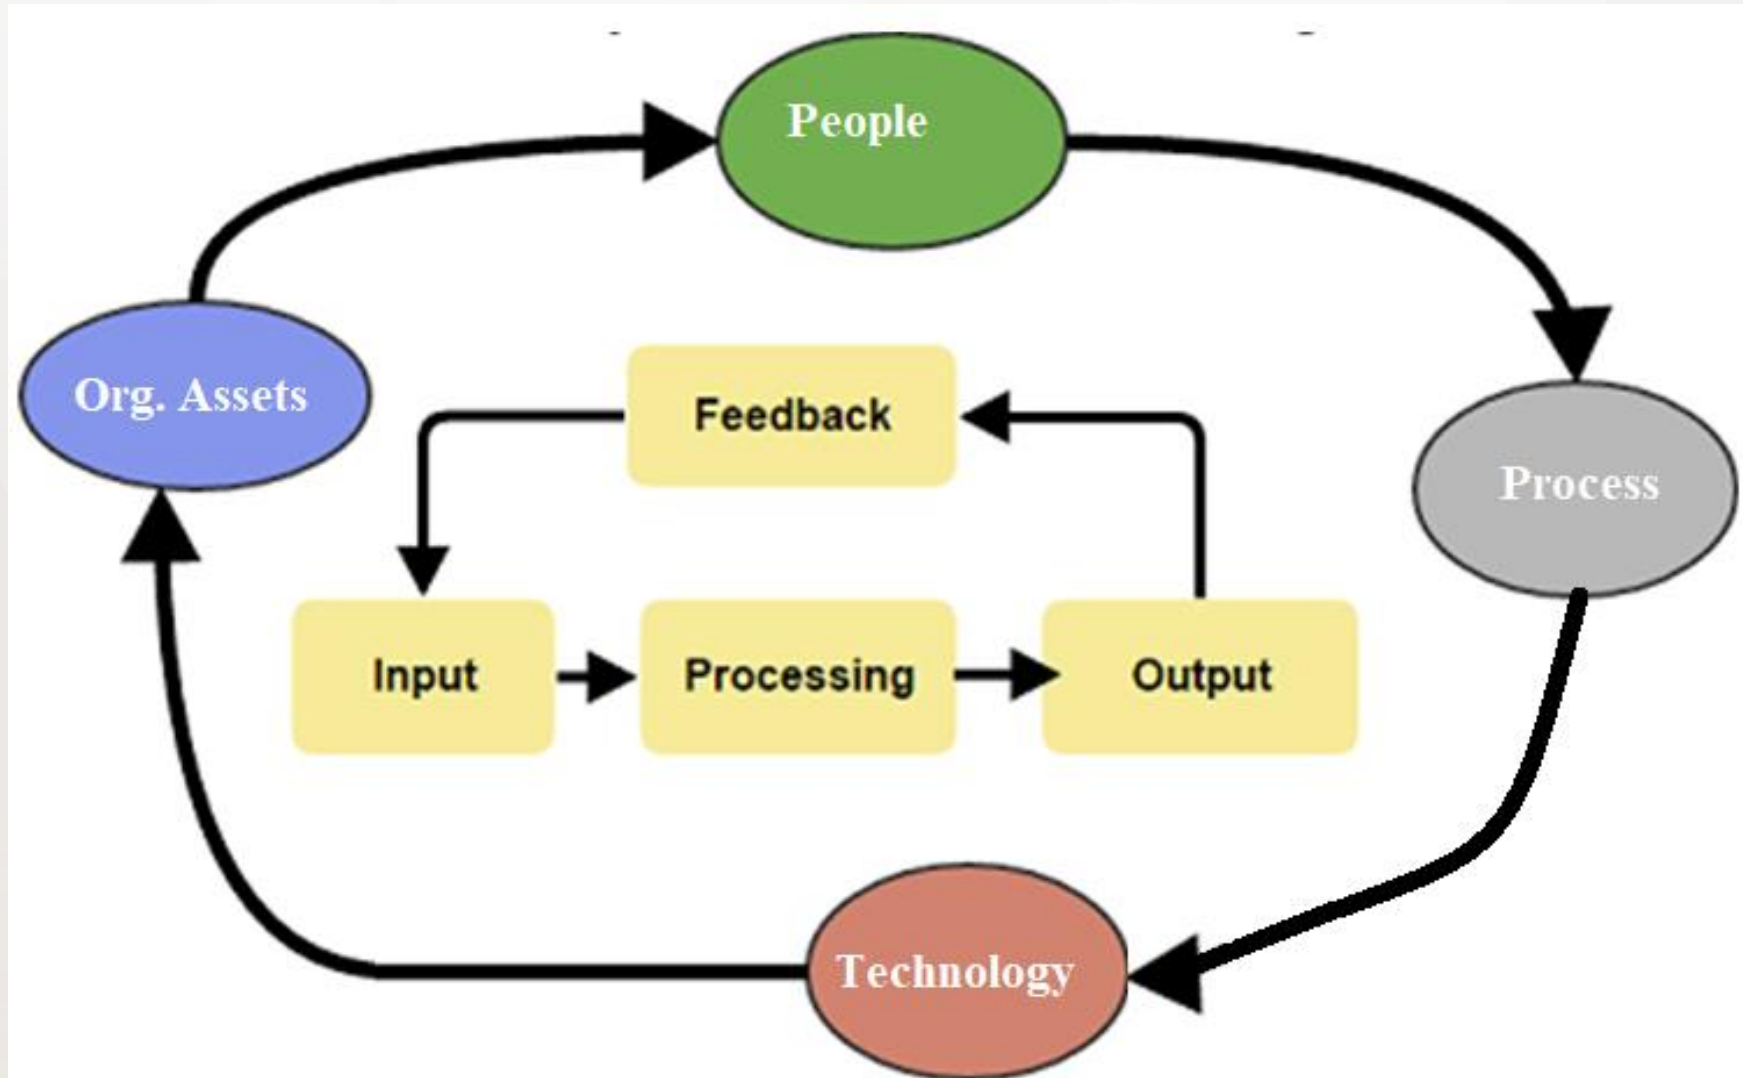 People
Org. Assets
Feedback
Process
Input
Processing
Output
Technology